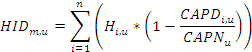 HID_{m,u} = \sum_{i=1}^{n} \left( H_{i,u} * \left( 1 - \frac{CAPD_{i,u}}{CAPN_{u}} \right. \right.